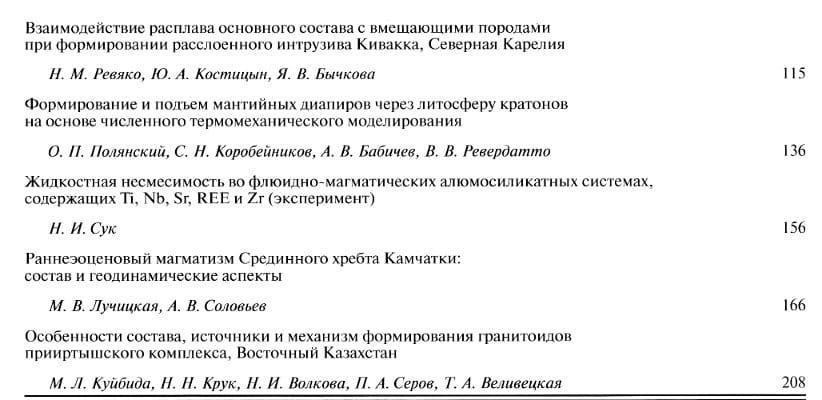 Взаимодействие расплава основного состава с вмещающими породами
при формировании расслоенного интрузива Кивакка, Северная Карелия
Н. М. Ревяко, Ю. А. Костицын, Я. В. Бычкова 115
Формирование и подъем мантийных диапиров через литосферу кратонов
на основе численного термомеханического моделирования
О. П. Полянский, С. Н. Коробейников, А. В. Бабичев, В. В. Ревердатто 136
Жидкостная несмесимость во флюидно-магматических алюмосиликатных системах,
содержащих Ti, Nb, Sr, REE и Zr (эксперимент)
Н. И. Сук 156
Раннеэоценовый магматизм Срединного хребта Камчатки:
состав и геодинамические аспекты
М. В. Лучицкая, А. В. Соловьев 166
Особенности состава, источники и механизм формирования гранитоидов
прииртышского комплекса, Восточный Казахстан
М. Л. Куйбида, Н. Н. Крук, Н. И. Волкова, П. А. Серов, Т. А. Веливецкая 208